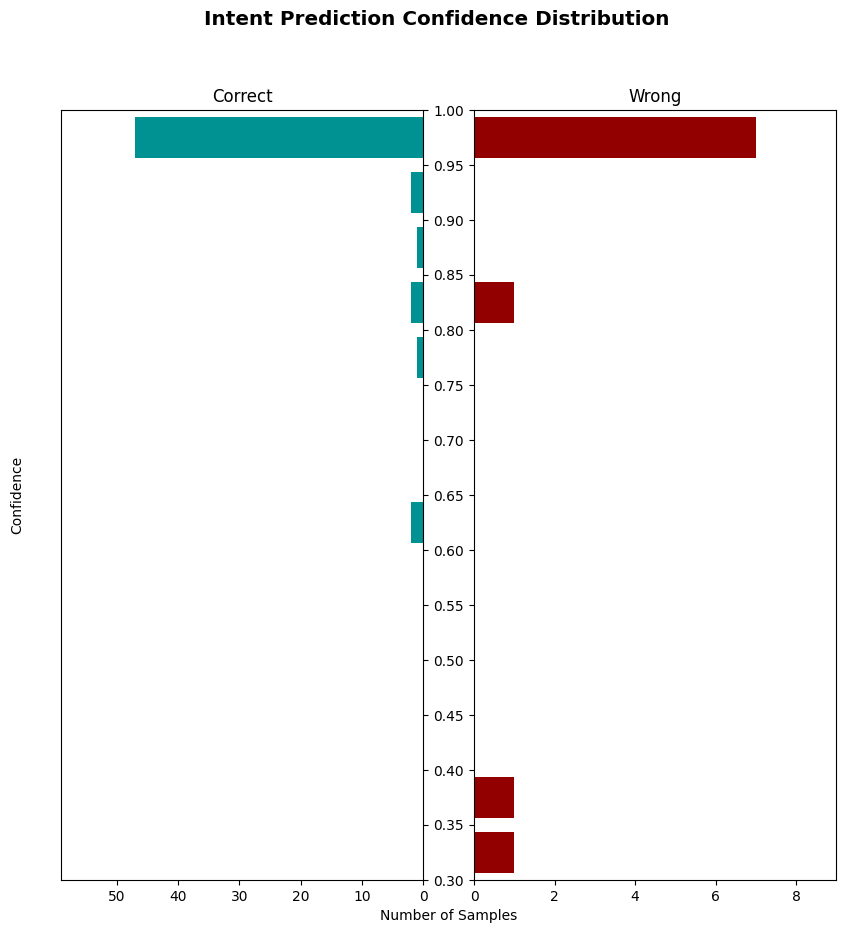 Intent Prediction Confidence Distribution
Correct
Wrong
1.00
0.95
0.90
0.85
0.80
0.75
0.70
0.65
0.60
0.55
0.50
0.45
0.40
0.35
0.30
Confidence
50 40 30 20 10 0
0 2 4 6 8
Number of Samples